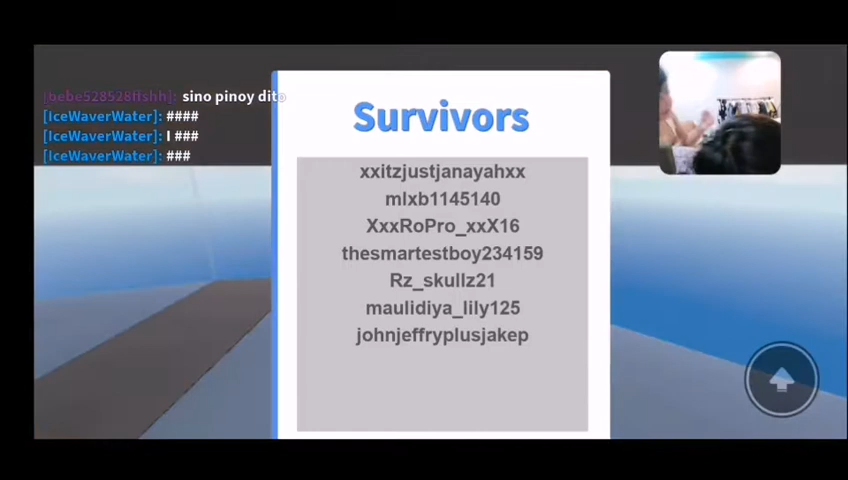 [bebe528528ffshh]: sino pinoy dito
[IceWaverWater]: ####
[IceWaverWater]: I ###
[IceWaverWater]: ###
Survivors
xxitzjustjanayahxx
mlxb1145140
XxxRoPro_xxX16
thesmartestboy234159
Rz_skullz21
maulidiya_lily125
johnjeffryplusjakep